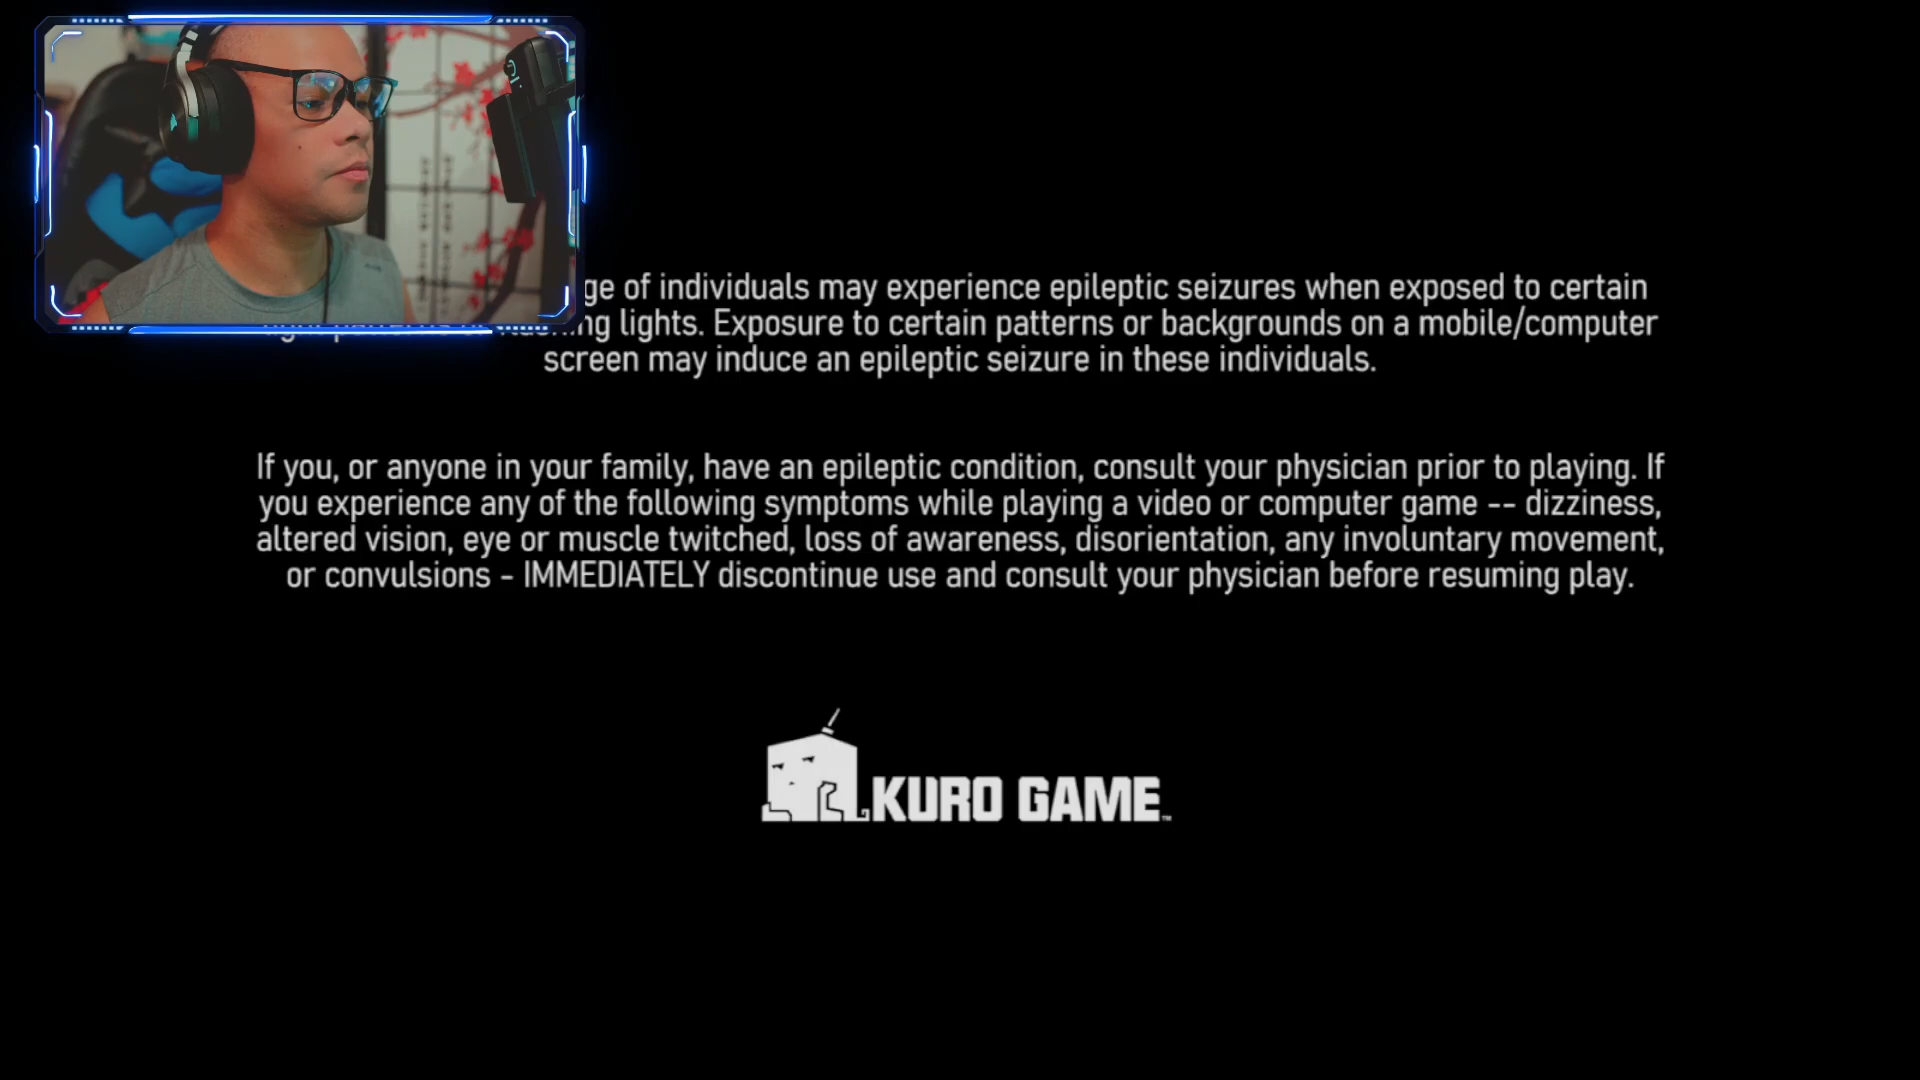 ge of individuals may experience epileptic seizures when exposed to certain
lights. Exposure to certain patterns or backgrounds on a mobile/computer
screen may induce an epileptic seizure in these individuals.
If you, or anyone in your family, have an epileptic condition, consult your physician prior to playing. If
you experience any of the following symptoms while playing a video or computer game -- dizziness,
altered vision, eye or muscle twitched, loss of awareness, disorientation, any involuntary movement,
or convulsions - IMMEDIATELY discontinue use and consult your physician before resuming play.
KURO GAME™